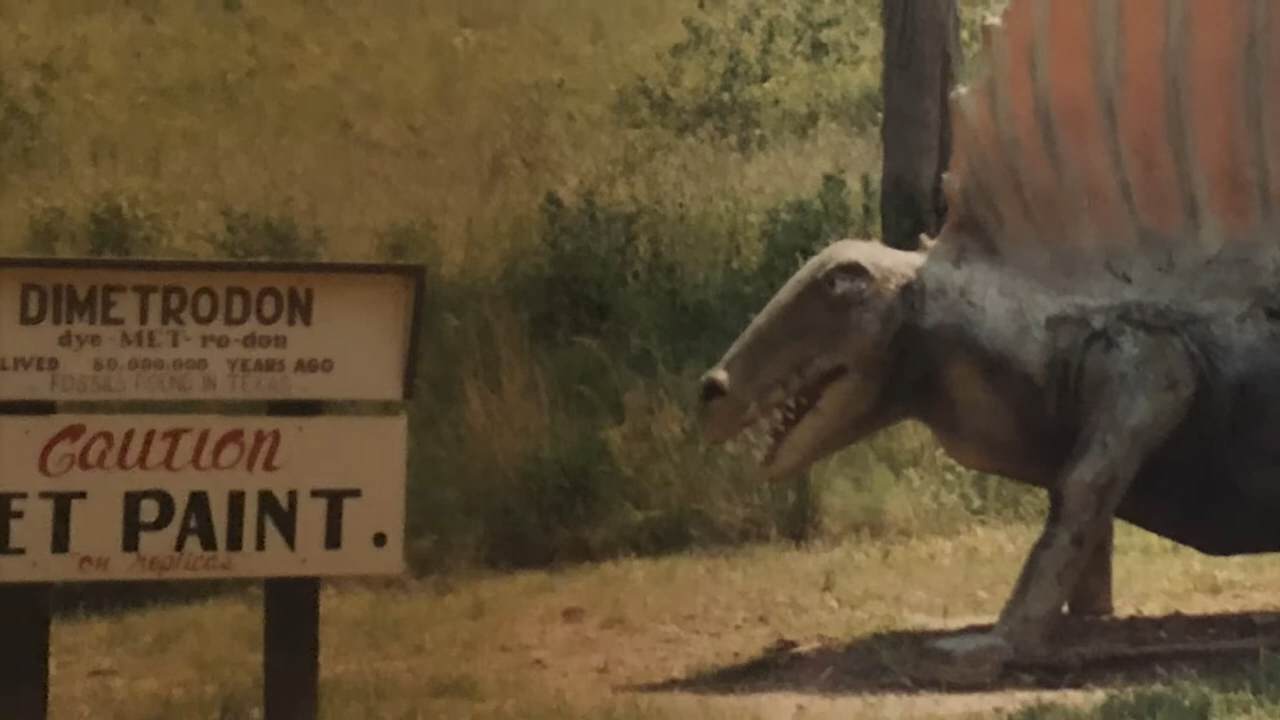 DIMETRODON
dye-MET-ro-don
LIVED 80,000,000 YEARS AGO
FOSSILS FOUND IN TEXAS
Caution
ET PAINT.
on replicas